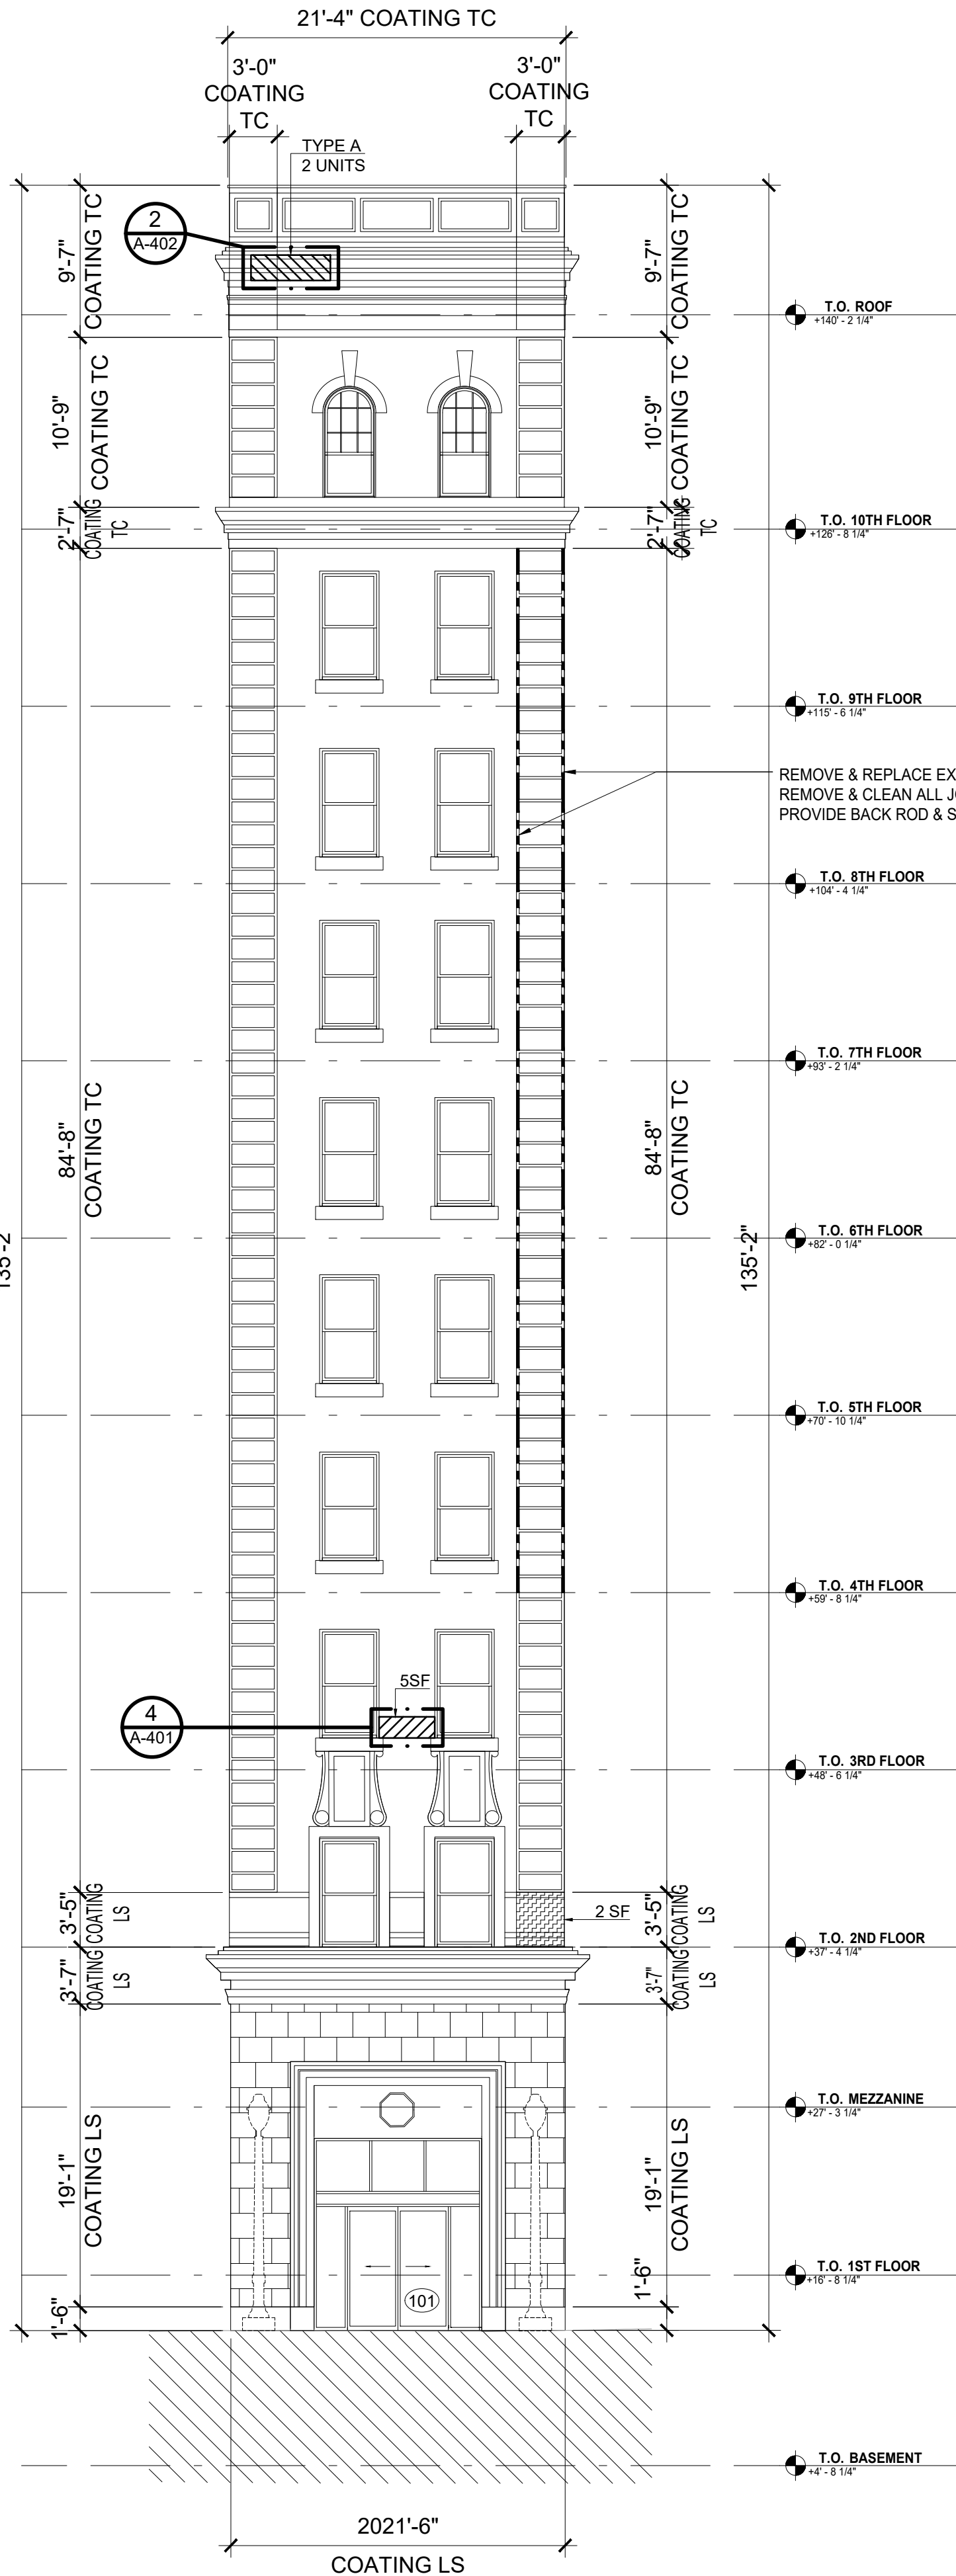 21'-4" COATING TC
3'-0"
COATING
TC
3'-0"
COATING
TC
TYPE A
2 UNITS
2
A-402
9'-7"
COATING TC
9'-7"
COATING TC
T.O. ROOF
+140' - 2 1/4"
10'-9"
COATING TC
10'-9"
COATING TC
2'-7"
COATING
TC
2'-7"
COATING
TC
T.O. 10TH FLOOR
+126' - 8 1/4"
T.O. 9TH FLOOR
+115' - 6 1/4"
REMOVE & REPLACE EX
REMOVE & CLEAN ALL
PROVIDE BACK ROD & S
T.O. 8TH FLOOR
+104' - 4 1/4"
T.O. 7TH FLOOR
+93' - 2 1/4"
84'-8"
COATING TC
84'-8"
COATING TC
135'-2
135'-2"
T.O. 6TH FLOOR
+82' - 0 1/4"
T.O. 5TH FLOOR
+70' - 10 1/4"
T.O. 4TH FLOOR
+59' - 8 1/4"
5SF
4
A-401
T.O. 3RD FLOOR
+48' - 6 1/4"
3'-5"
COATING
LS
2 SF
3'-5"
COATING
LS
T.O. 2ND FLOOR
+37' - 4 1/4"
3'-7"
COATING
LS
3'-7"
COATING
LS
T.O. MEZZANINE
+27' - 3 1/4"
19'-1"
COATING LS
19'-1"
COATING LS
T.O. 1ST FLOOR
+16' - 8 1/4"
1'-6"
1'-6"
101
T.O. BASEMENT
+4' - 8 1/4"
2021'-6"
COATING LS